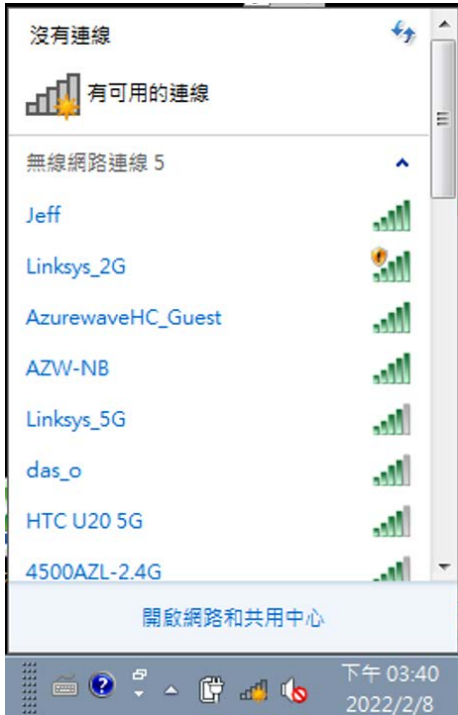 沒有連線
有可用的連線
無線網路連線 5
Jeff
Linksys_2G
AzurewaveHC_Guest
AZW-NB
Linksys_5G
das_o
HTC U20 5G
4500AZL-2.4G
開啟網路和共用中心
下午 03:40
2022/2/8